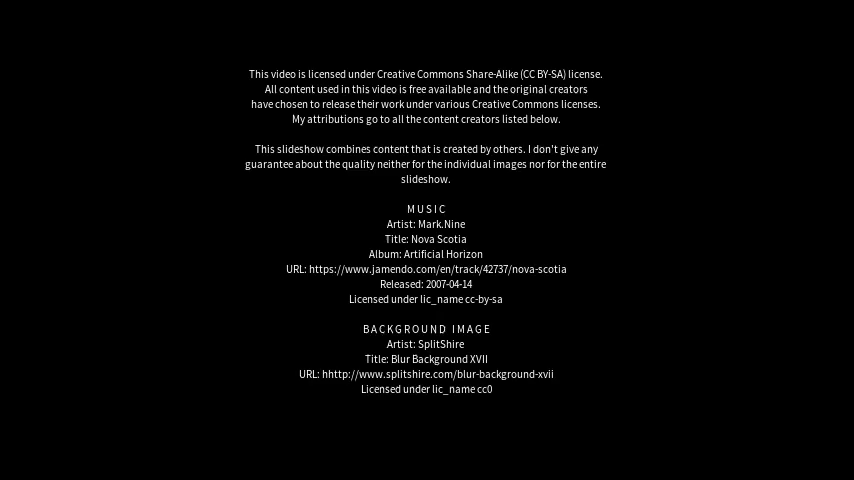 This video is licensed under Creative Commons Share-Alike (CC BY-SA) license.
All content used in this video is free available and the original creators
have chosen to release their work under various Creative Commons licenses.
My attributions go to all the content creators listed below.
This slideshow combines content that is created by others. I don't give any
guarantee about the quality neither for the individual images nor for the entire
slideshow.
MUSIC
Artist: Mark.Nine
Title: Nova Scotia
Album: Artificial Horizon
URL: https://www.jamendo.com/en/track/42737/nova-scotia
Released: 2007-04-14
Licensed under lic_name cc-by-sa
BACKGROUND IMAGE
Artist: SplitShire
Title: Blur Background XVII
URL: hhttp://www.splitshire.com/blur-background-xvii
Licensed under lic_name cc0